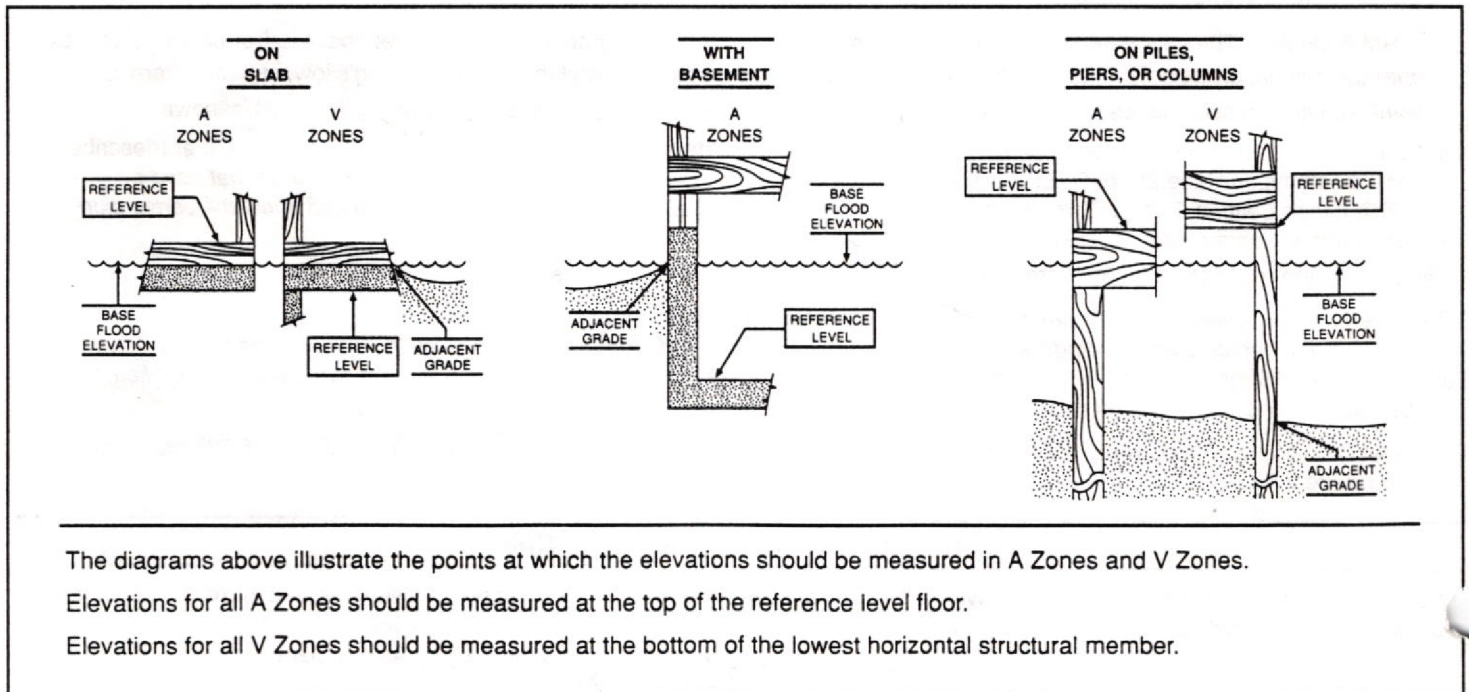 ON
SLAB
A
ZONES
V
ZONES
REFERENCE
LEVEL
BASE
FLOOD
ELEVATION
REFERENCE
LEVEL
ADJACENT
GRADE
WITH
BASEMENT
A
ZONES
BASE
FLOOD
ELEVATION
ADJACENT
GRADE
REFERENCE
LEVEL
ON PILES,
PIERS, OR COLUMNS
A
ZONES
V
ZONES
REFERENCE
LEVEL
REFERENCE
LEVEL
BASE
FLOOD
ELEVATION
ADJACENT
GRADE
The diagrams above illustrate the points at which the elevations should be measured in A Zones and V Zones.
Elevations for all A Zones should be measured at the top of the reference level floor.
Elevations for all V Zones should be measured at the bottom of the lowest horizontal structural member.